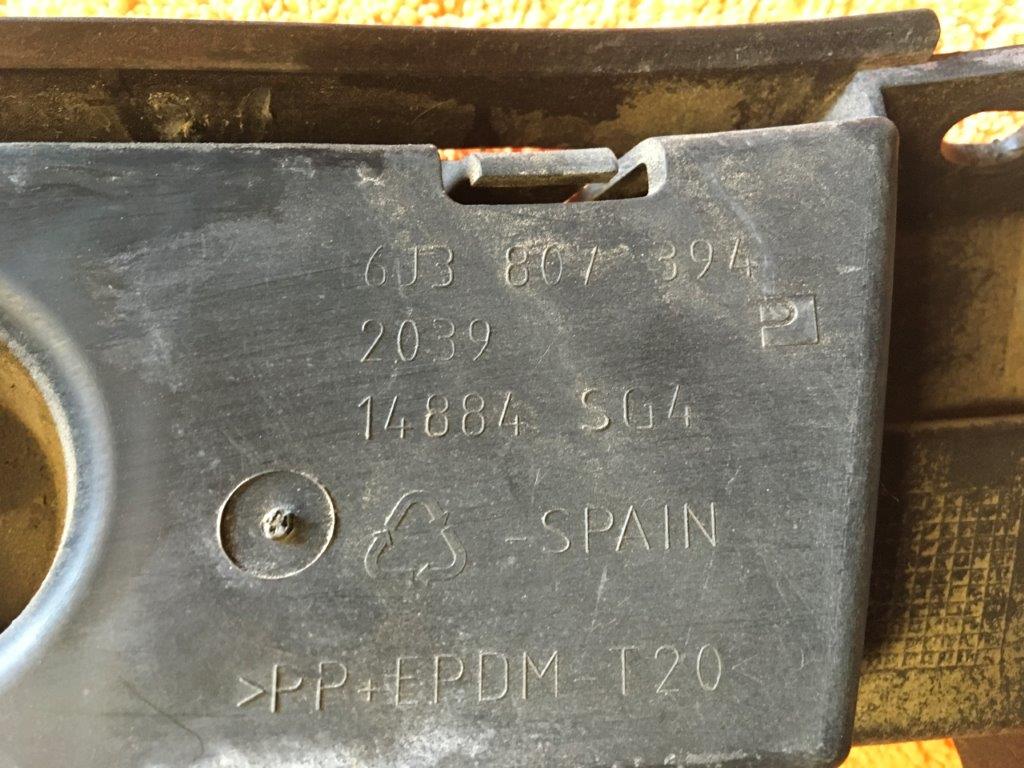 6J3 807 394
P
2039
14884 SG4
-SPAIN
>PP+EPDM-T20<